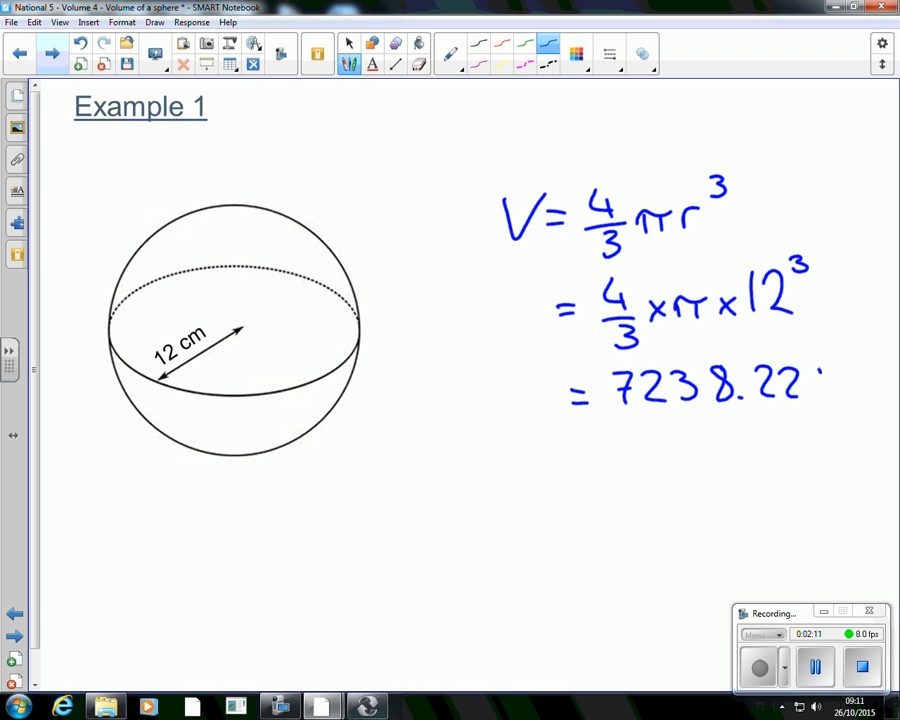 National 5 - Volume 4 - Volume of a sphere * - SMART Notebook
File Edit View Insert Format Draw Response Help
Example 1
12 cm
V = 4/3 πr³
= 4/3 × π × 12³
= 7238.22.
Recording...
Menu
0:02:11 8.0 fps
09:11
26/10/2015